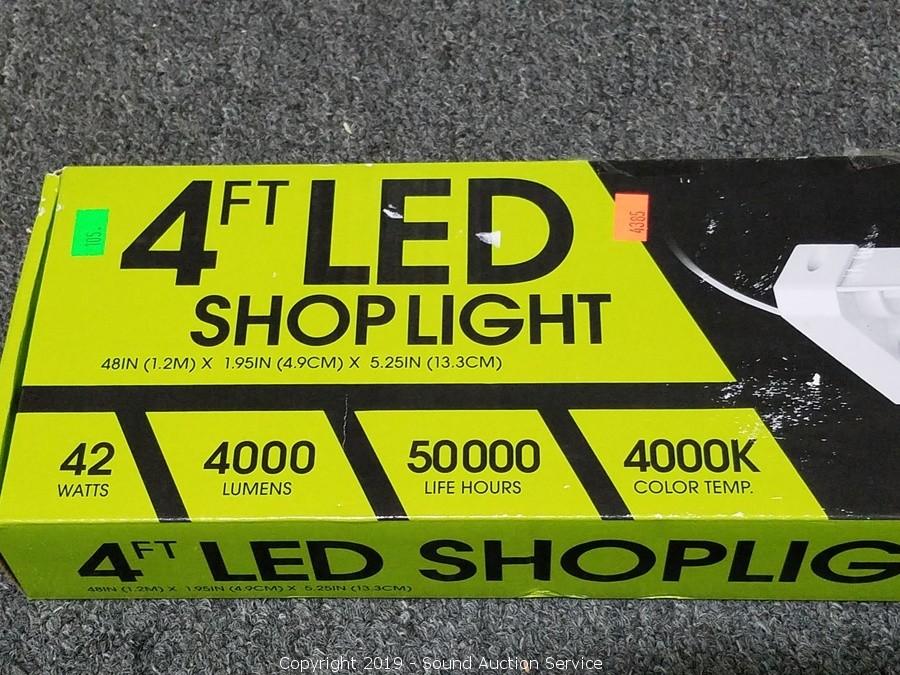 4FT LED
SHOPLIGHT
48IN (1.2M) X 1.95IN (4.9CM) X 5.25IN (13.3CM)
105.
4385
42
WATTS
4000
LUMENS
50000
LIFE HOURS
4000K
COLOR TEMP.
4FT LED SHOPLIG
48IN (1.2M) X 1.95IN (4.9CM) X 5.25IN (13.3CM)
Copyright 2019 - Sound Auction Service